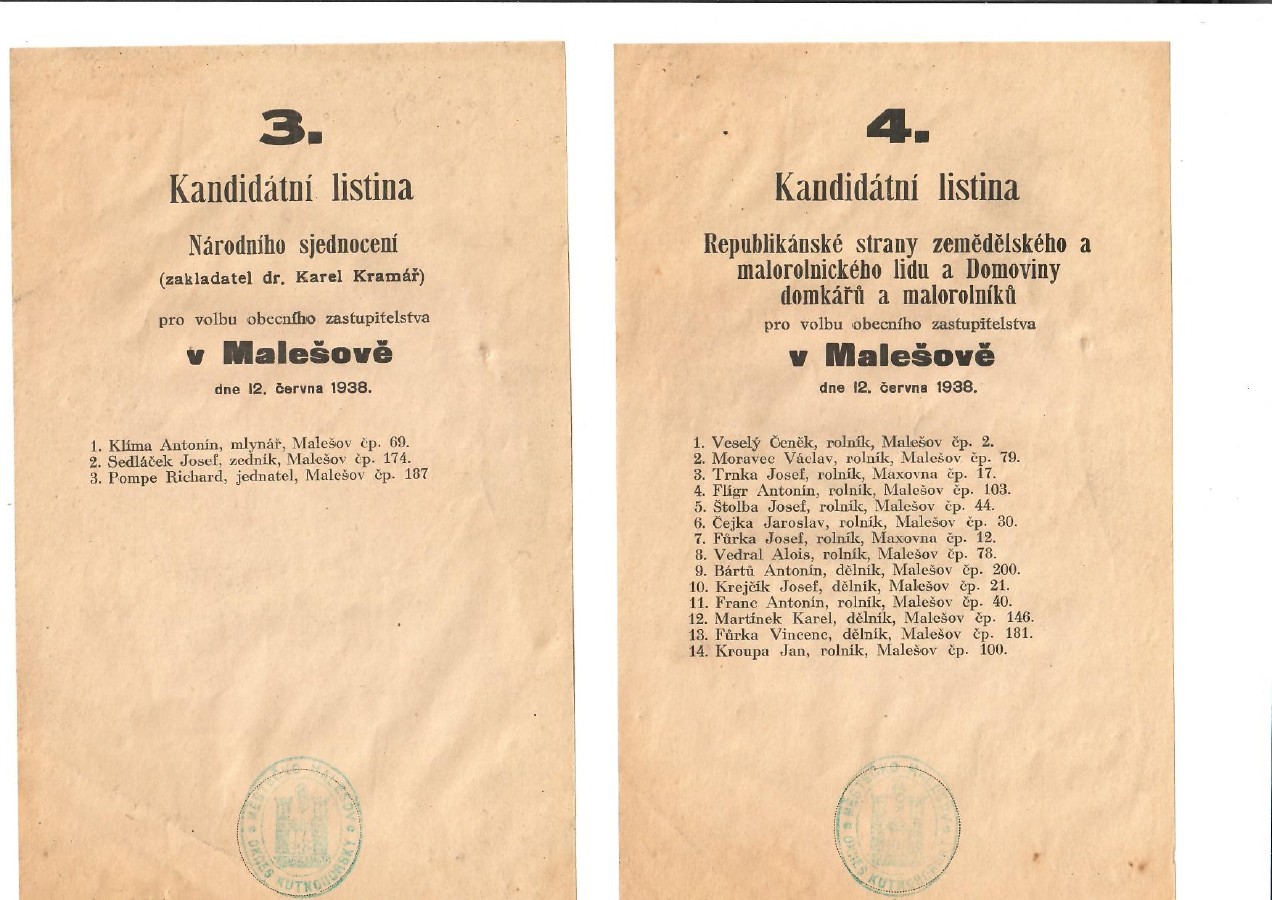 3.
Kandidátní listina
Národního sjednocení
(zakladatel dr. Karel Kramář)
pro volbu obecního zastupitelstva
v Malešově
dne 12. června 1938.
1. Klíma Antonín, mlynář, Malešov čp. 69.
2. Sedláček Josef, zedník, Malešov čp. 174.
3. Pompe Richard, jednatel, Malešov čp. 187
MĚSTEČKO MALEŠOV
OKRES KUTNOHORSKÝ
4.
Kandidátní listina
Republikánské strany zemědělského a
malorolnického lidu a Domoviny
domkářů a malorolníků
pro volbu obecního zastupitelstva
v Malešově
dne 12. června 1938.
1. Veselý Čeněk, rolník, Malešov čp. 2.
2. Moravec Václav, rolník, Malešov čp. 79.
3. Trnka Josef, rolník, Maxovna čp. 17.
4. Flígr Antonín, rolník, Malešov čp. 103.
5. Štolba Josef, rolník, Malešov čp. 44.
6. Čejka Jaroslav, rolník, Malešov čp. 30.
7. Fůrka Josef, rolník, Maxovna čp. 12.
8. Vedral Alois, rolník, Malešov čp. 78.
9. Bártů Antonín, dělník, Malešov čp. 200.
10. Krejčík Josef, dělník, Malešov čp. 21.
11. Franc Antonín, rolník, Malešov čp. 40.
12. Martínek Karel, dělník, Malešov čp. 146.
13. Fůrka Vincenc, dělník, Malešov čp. 181.
14. Kroupa Jan, rolník, Malešov čp. 100.